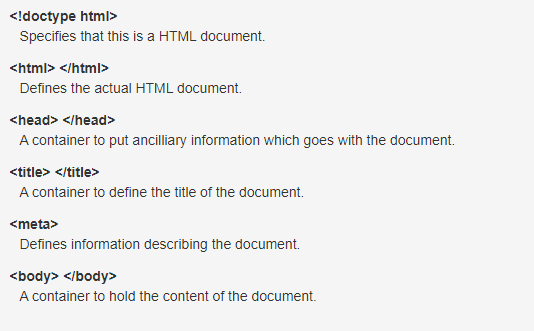 <!doctype html>
Specifies that this is a HTML document.
<html> </html>
Defines the actual HTML document.
<head> </head>
A container to put ancilliary information which goes with the document.
<title> </title>
A container to define the title of the document.
<meta>
Defines information describing the document.
<body> </body>
A container to hold the content of the document.